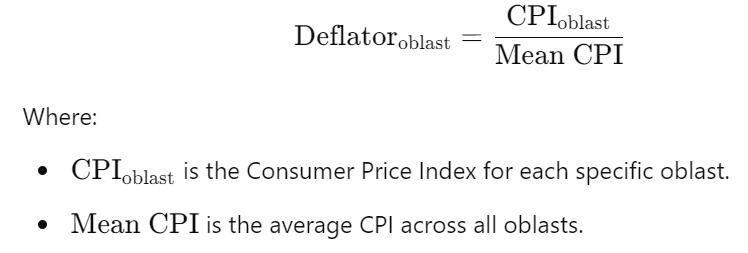 Deflator_oblast = CPI_oblast / Mean CPI
Where:
• CPI_oblast is the Consumer Price Index for each specific oblast.
• Mean CPI is the average CPI across all oblasts.